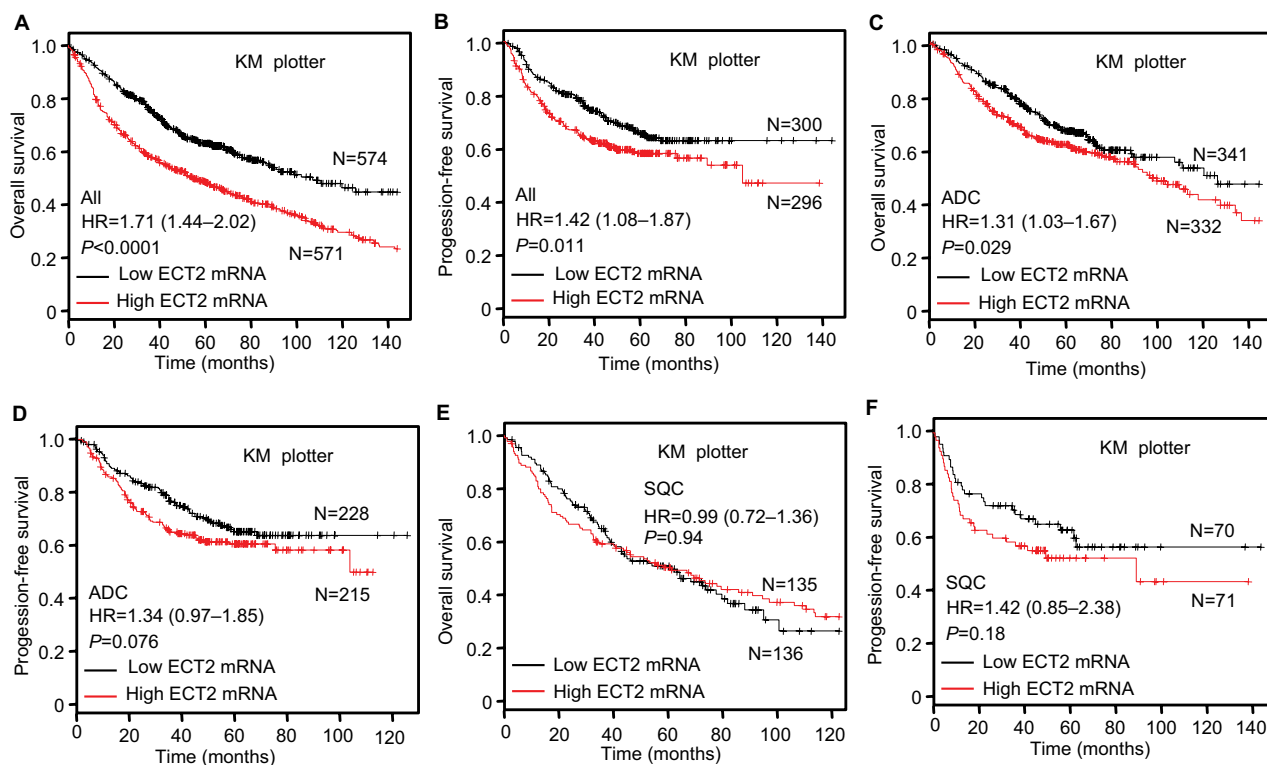 A
Overall survival
1.0
0.8
0.6
0.4
0.2
0
KM plotter
N=574
All
HR=1.71 (1.44–2.02)
P<0.0001
N=571
Low ECT2 mRNA
High ECT2 mRNA
0 20 40 60 80 100 120 140
Time (months)
B
Progession-free survival
1.0
0.8
0.6
0.4
0.2
0
KM plotter
N=300
All
HR=1.42 (1.08–1.87)
N=296
P=0.011
Low ECT2 mRNA
High ECT2 mRNA
0 20 40 60 80 100 120 140
Time (months)
C
Overall survival
1.0
0.8
0.6
0.4
0.2
0
KM plotter
N=341
ADC
HR=1.31 (1.03–1.67)
N=332
P=0.029
Low ECT2 mRNA
High ECT2 mRNA
0 20 40 60 80 100 120 140
Time (months)
D
Progession-free survival
1.0
0.8
0.6
0.4
0.2
0
KM plotter
N=228
ADC
N=215
HR=1.34 (0.97–1.85)
P=0.076
Low ECT2 mRNA
High ECT2 mRNA
0 20 40 60 80 100 120
Time (months)
E
Overall survival
1.0
0.8
0.6
0.4
0.2
0
KM plotter
SQC
HR=0.99 (0.72–1.36)
P=0.94
N=135
N=136
Low ECT2 mRNA
High ECT2 mRNA
0 20 40 60 80 100 120
Time (months)
F
Progession-free survival
1.0
0.8
0.6
0.4
0.2
0
KM plotter
N=70
SQC
HR=1.42 (0.85–2.38)
N=71
P=0.18
Low ECT2 mRNA
High ECT2 mRNA
0 20 40 60 80 100 120 140
Time (months)